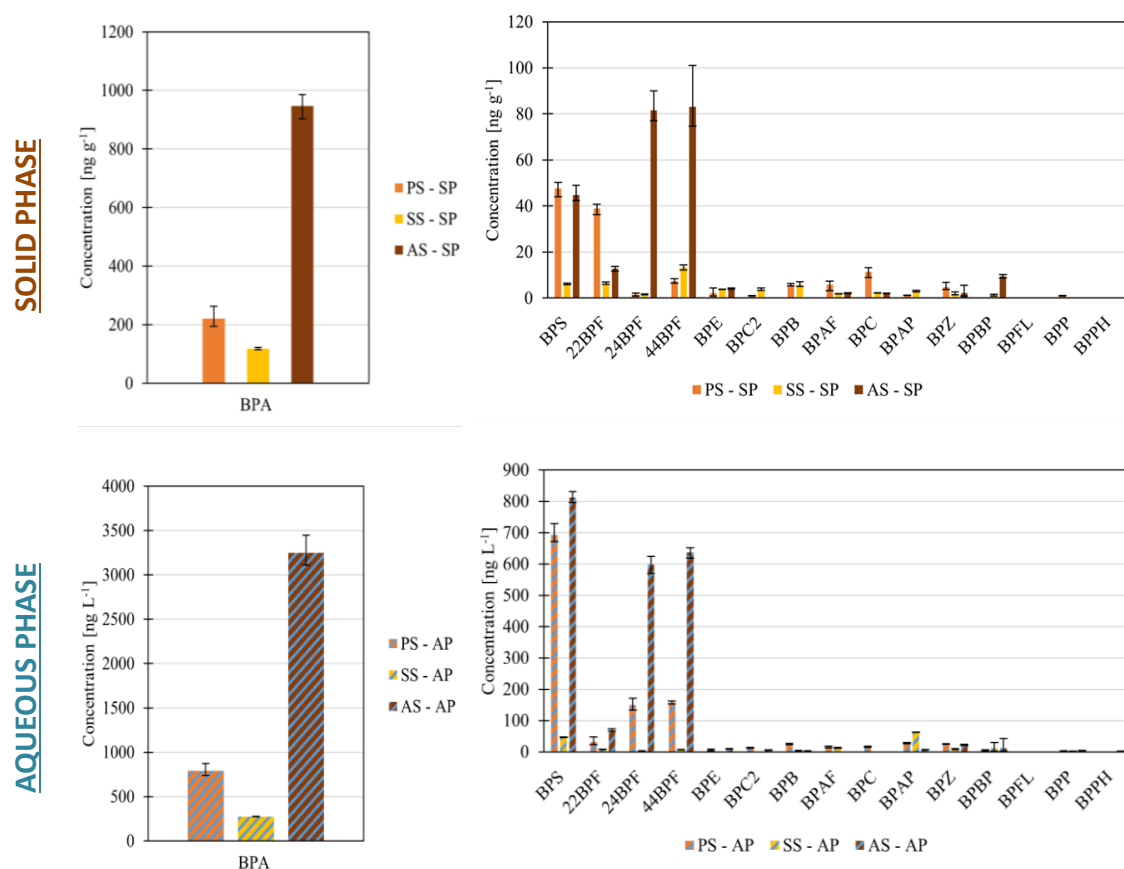 SOLID PHASE
Concentration [ng g⁻¹]
1200
1000
800
600
400
200
0
BPA
PS - SP
SS - SP
AS - SP
Concentration [ng g⁻¹]
120
100
80
60
40
20
0
BPS
22BPF
24BPF
44BPF
BPE
BPC2
BPB
BPAF
BPC
BPAP
BPZ
BPBP
BPFL
BPP
BPPH
PS - SP
SS - SP
AS - SP
AQUEOUS PHASE
Concentration [ng L⁻¹]
4000
3500
3000
2500
2000
1500
1000
500
0
BPA
PS - AP
SS - AP
AS - AP
Concentration [ng L⁻¹]
900
800
700
600
500
400
300
200
100
0
BPS
22BPF
24BPF
44BPF
BPE
BPC2
BPB
BPAF
BPC
BPAP
BPZ
BPBP
BPFL
BPP
BPPH
PS - AP
SS - AP
AS - AP